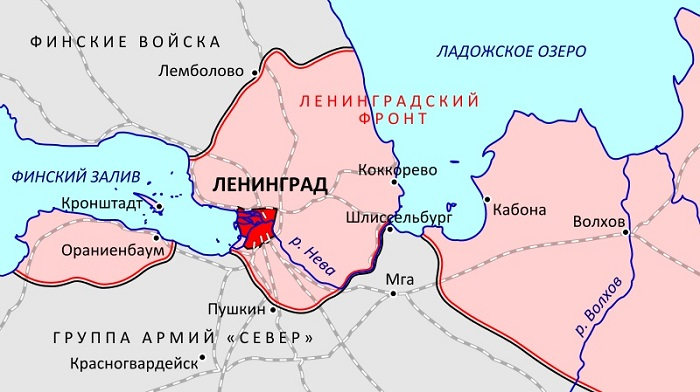 ФИНСКИЕ ВОЙСКА
ЛАДОЖСКОЕ ОЗЕРО
Лемболово
ЛЕНИНГРАДСКИЙ
ФРОНТ
ФИНСКИЙ ЗАЛИВ
Коккорево
ЛЕНИНГРАД
Кронштадт
Кабона
Шлиссельбург
Волхов
Ораниенбаум
р. Нева
Мга
р. Волхов
Пушкин
ГРУППА АРМИЙ «СЕВЕР»
Красногвардейск